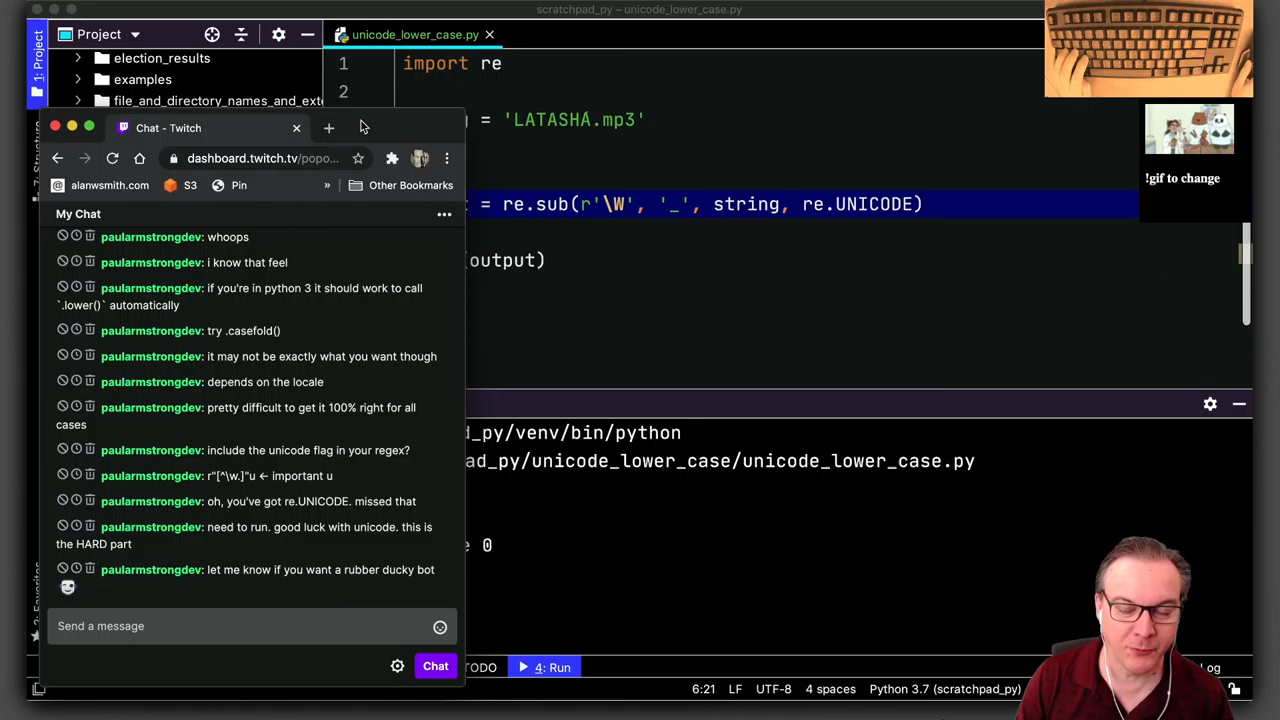 scratchpad_py – unicode_lower_case.py
Project
unicode_lower_case.py
1: Project
election_results
examples
file_and_directory_names_and_exte
1
2
import re
= 'LATASHÁ.mp3'
= re.sub(r'\W', '_', string, re.UNICODE)
(output)
!gif to change
Chat - Twitch
dashboard.twitch.tv/popo...
alanwsmith.com
S3
Pin
»
Other Bookmarks
My Chat
paularmstrongdev: whoops
paularmstrongdev: i know that feel
paularmstrongdev: if you're in python 3 it should work to call
`.lower()` automatically
paularmstrongdev: try .casefold()
paularmstrongdev: it may not be exactly what you want though
paularmstrongdev: depends on the locale
paularmstrongdev: pretty difficult to get it 100% right for all
cases
paularmstrongdev: include the unicode flag in your regex?
paularmstrongdev: r"[^\w.]"u ← important u
paularmstrongdev: oh, you've got re.UNICODE. missed that
paularmstrongdev: need to run. good luck with unicode. this is
the HARD part
paularmstrongdev: let me know if you want a rubber ducky bot
Send a message
Chat
d_py/venv/bin/python
ad_py/unicode_lower_case/unicode_lower_case.py
e 0
TODO
4: Run
Log
6:21
LF
UTF-8
4 spaces
Python 3.7 (scratchpad_py)